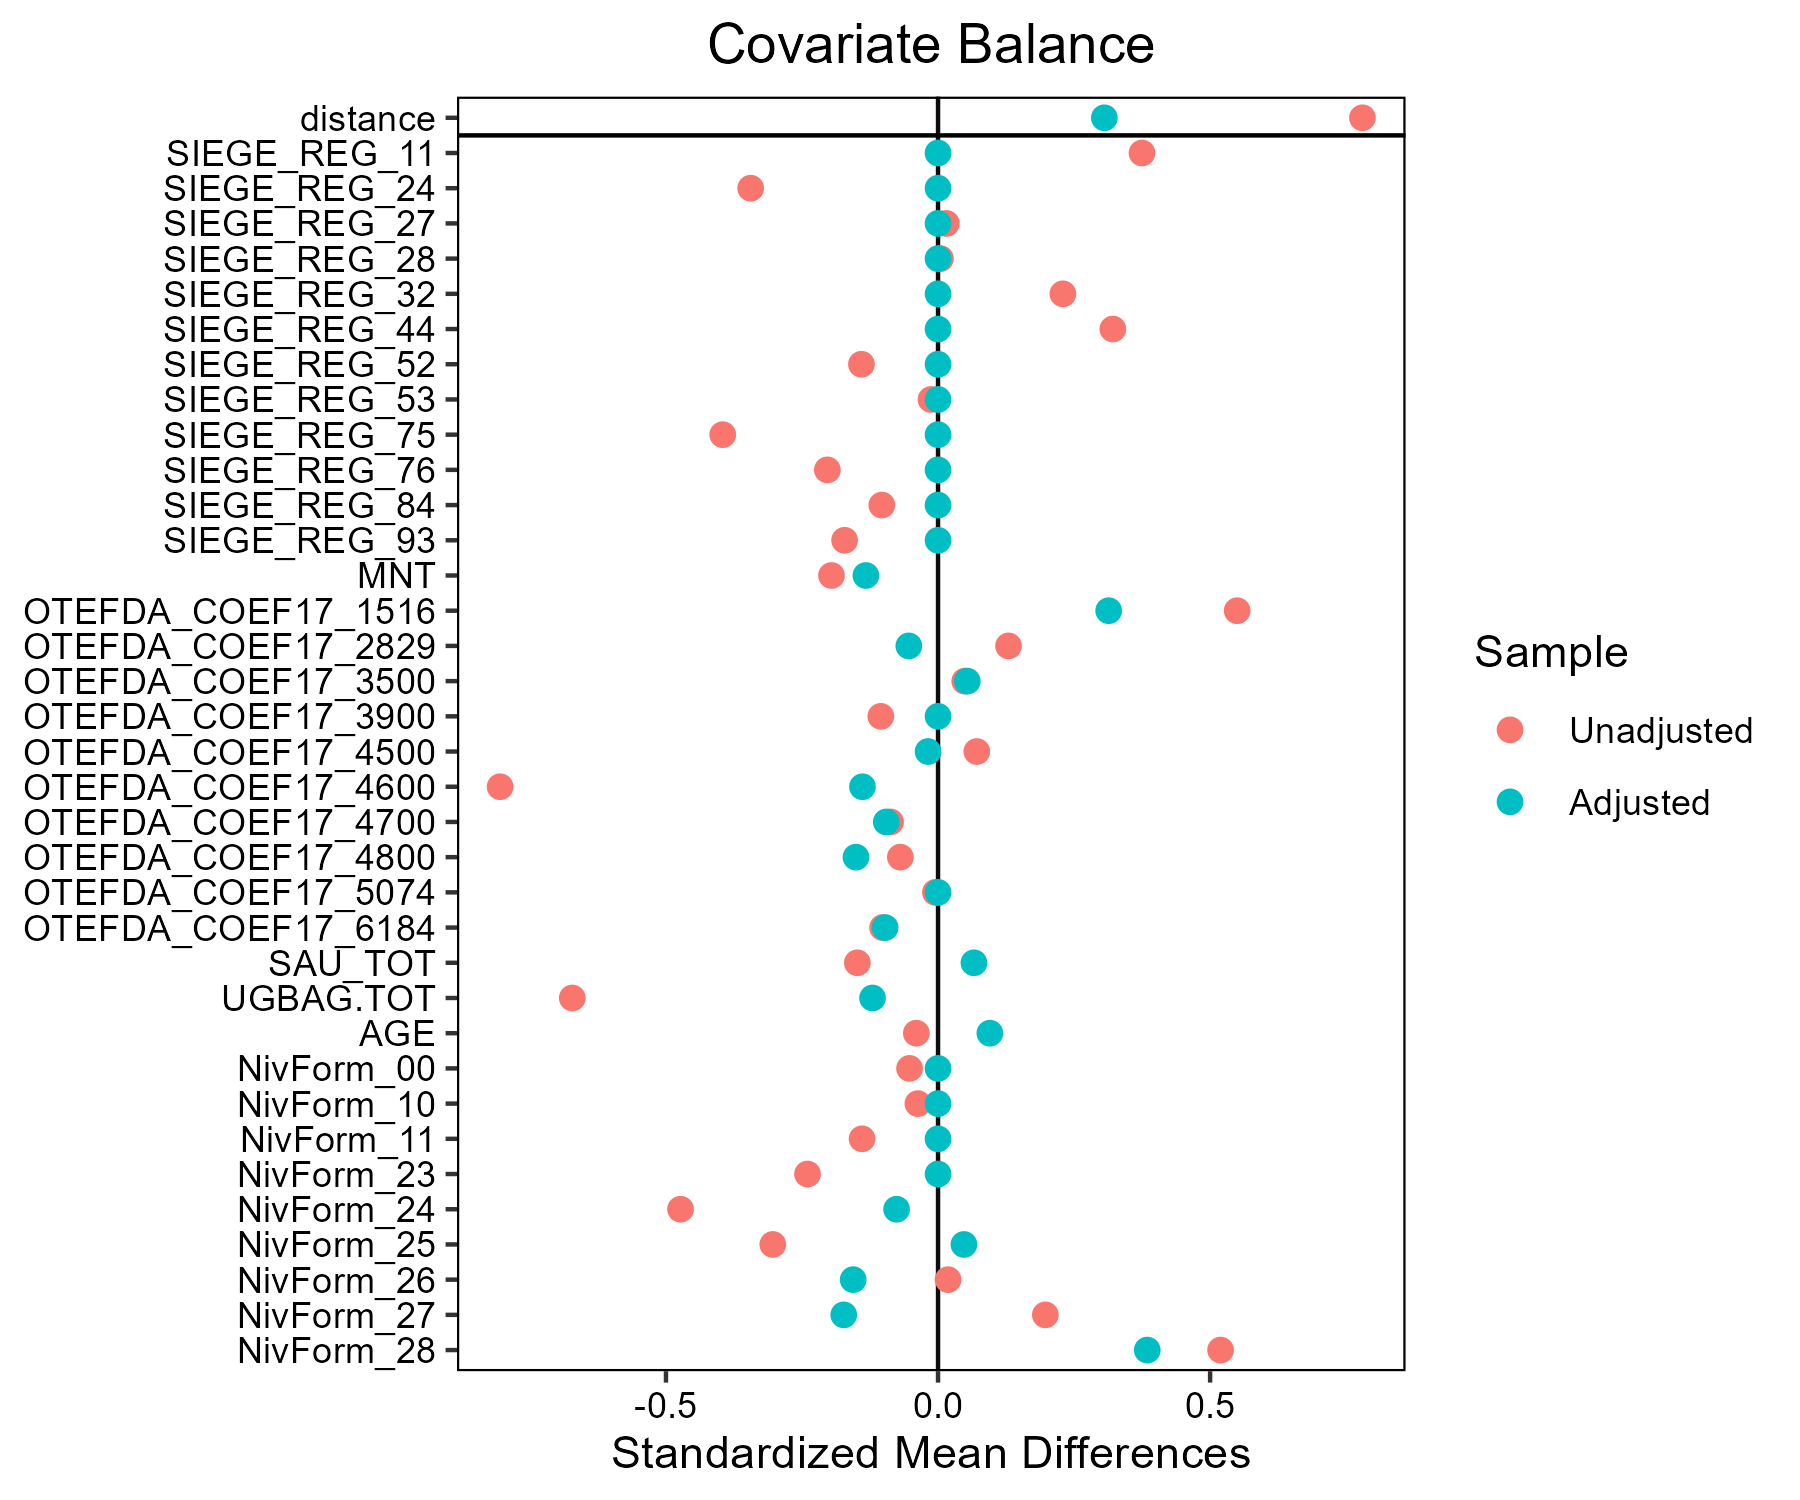 Covariate Balance
distance
SIEGE_REG_11
SIEGE_REG_24
SIEGE_REG_27
SIEGE_REG_28
SIEGE_REG_32
SIEGE_REG_44
SIEGE_REG_52
SIEGE_REG_53
SIEGE_REG_75
SIEGE_REG_76
SIEGE_REG_84
SIEGE_REG_93
MNT
OTEFDA_COEF17_1516
OTEFDA_COEF17_2829
OTEFDA_COEF17_3500
OTEFDA_COEF17_3900
OTEFDA_COEF17_4500
OTEFDA_COEF17_4600
OTEFDA_COEF17_4700
OTEFDA_COEF17_4800
OTEFDA_COEF17_5074
OTEFDA_COEF17_6184
SAU_TOT
UGBAG.TOT
AGE
NivForm_00
NivForm_10
NivForm_11
NivForm_23
NivForm_24
NivForm_25
NivForm_26
NivForm_27
NivForm_28
-0.5 0.0 0.5
Standardized Mean Differences
Sample
Unadjusted
Adjusted